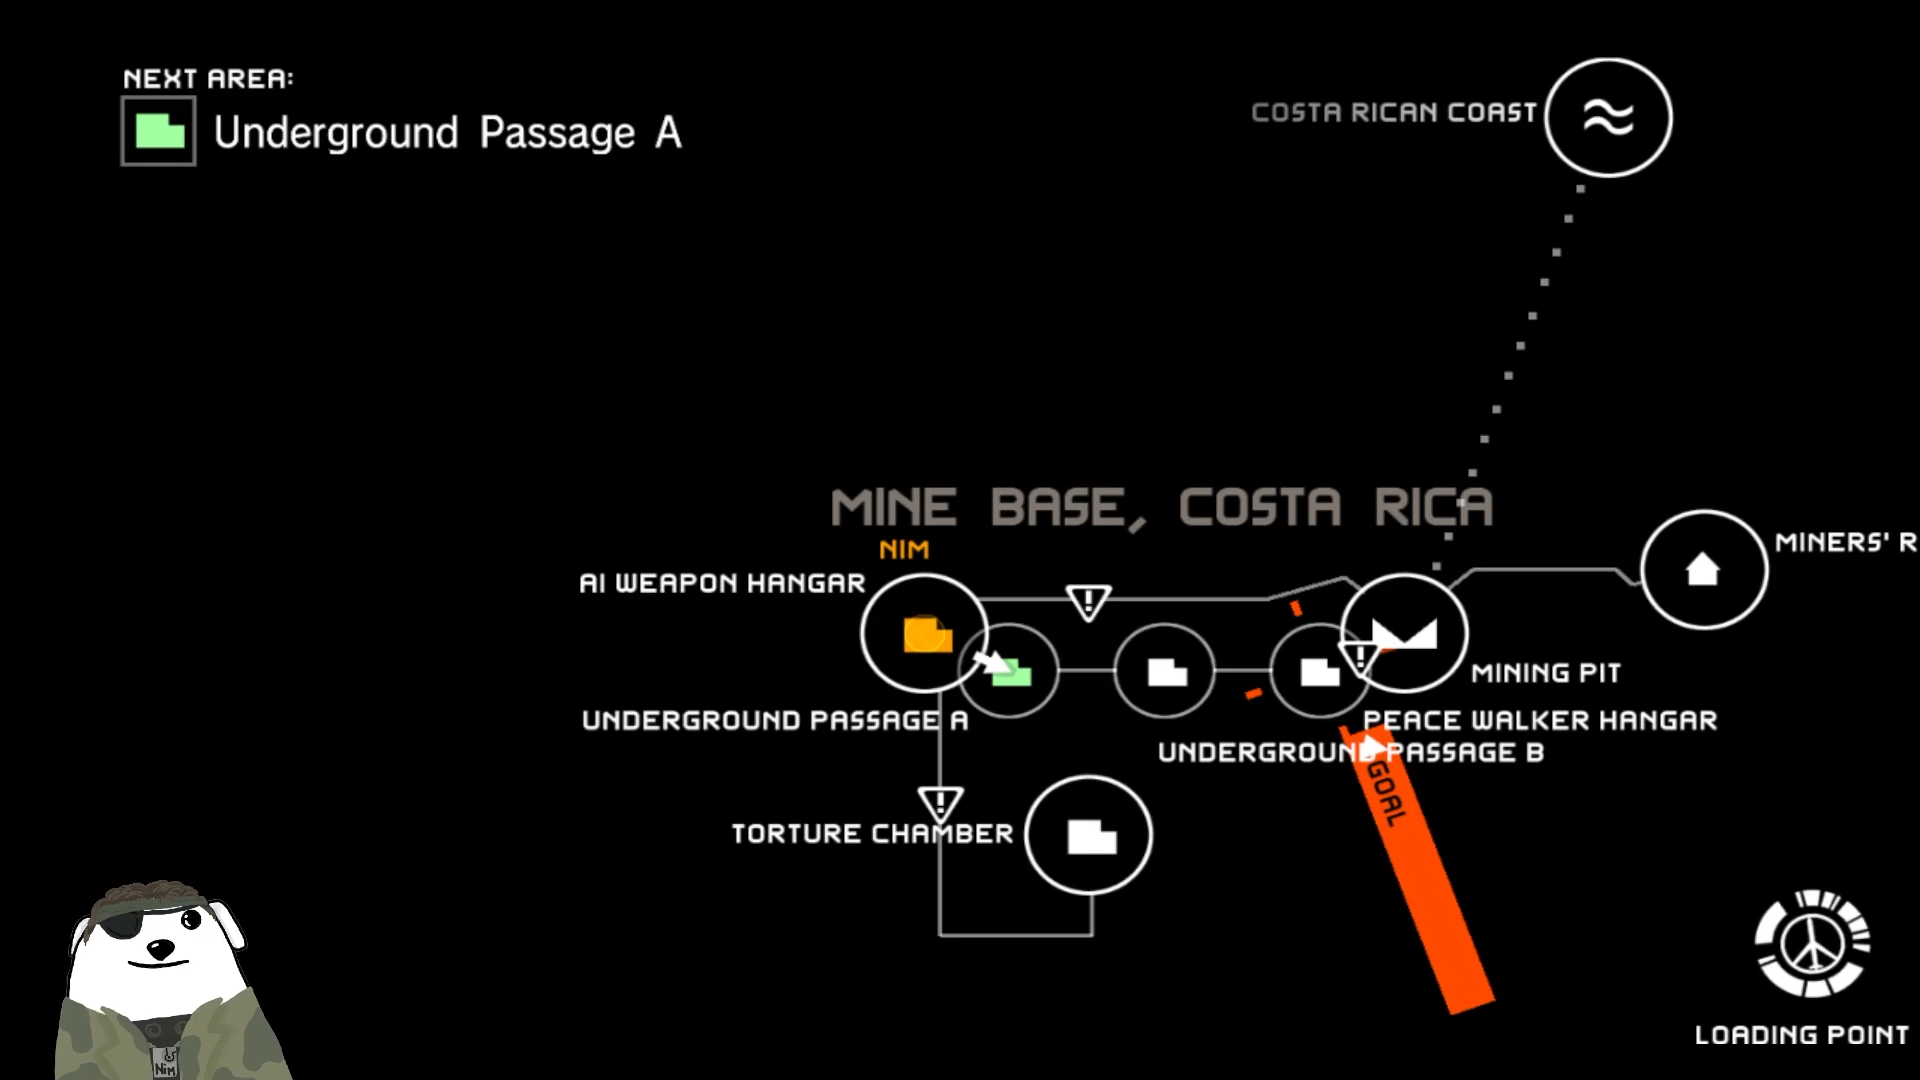 NEXT AREA:
Underground Passage A
COSTA RICAN COAST
MINE BASE, COSTA RICA
NIM
AI WEAPON HANGAR
MINERS' R
MINING PIT
UNDERGROUND PASSAGE A
PEACE WALKER HANGAR
UNDERGROUND PASSAGE B
GOAL
TORTURE CHAMBER
LOADING POINT
NiM